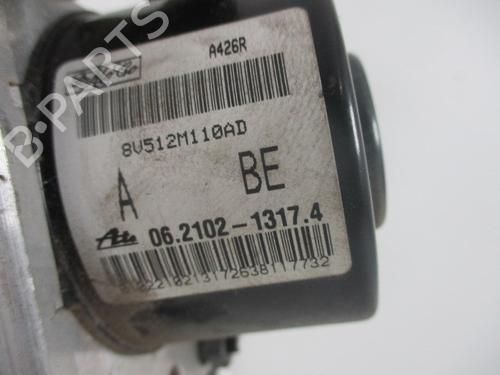 A426R
8V512M110AD
A BE
Ate 06.2102-1317.4
B-PARTS